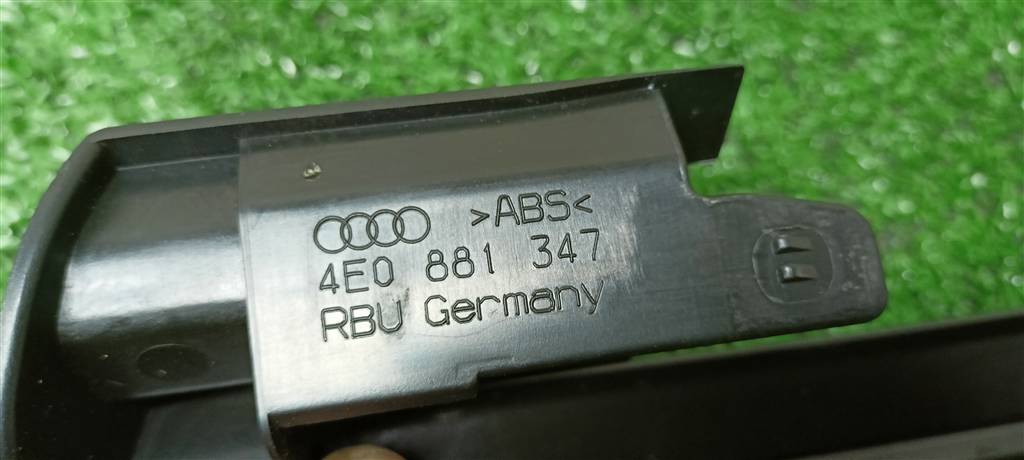 >ABS<
4E0 881 347
RBU Germany